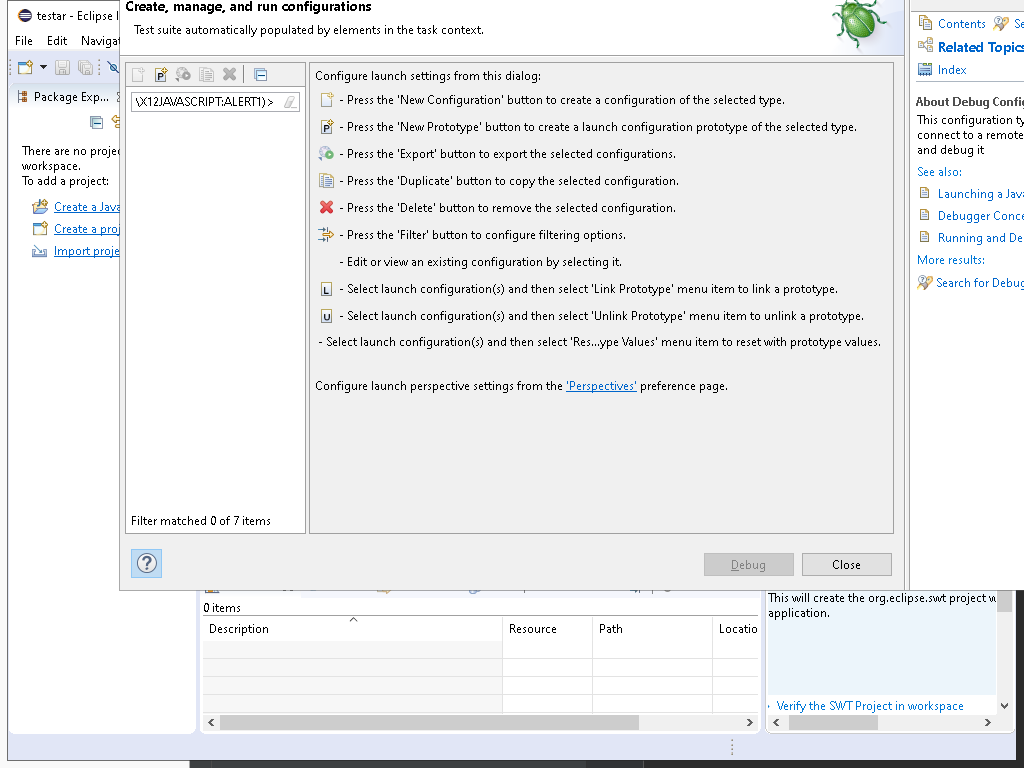 testar - Eclipse I
File Edit Navigat
Package Exp...
There are no projec
workspace.
To add a project:
Create a Java
Create a proj
Import proje
Create, manage, and run configurations
Test suite automatically populated by elements in the task context.
\X12JAVASCRIPT:ALERT1)>
Filter matched 0 of 7 items
Configure launch settings from this dialog:
- Press the 'New Configuration' button to create a configuration of the selected type.
- Press the 'New Prototype' button to create a launch configuration prototype of the selected type.
- Press the 'Export' button to export the selected configurations.
- Press the 'Duplicate' button to copy the selected configuration.
- Press the 'Delete' button to remove the selected configuration.
- Press the 'Filter' button to configure filtering options.
- Edit or view an existing configuration by selecting it.
L - Select launch configuration(s) and then select 'Link Prototype' menu item to link a prototype.
U - Select launch configuration(s) and then select 'Unlink Prototype' menu item to unlink a prototype.
- Select launch configuration(s) and then select 'Res...ype Values' menu item to reset with prototype values.
Configure launch perspective settings from the 'Perspectives' preference page.
Debug Close
Contents Se
Related Topics
Index
About Debug Config
This configuration ty
connect to a remote
and debug it
See also:
Launching a Java
Debugger Conce
Running and De
More results:
Search for Debug
0 items
Description Resource Path Locatio
This will create the org.eclipse.swt project w
application.
Verify the SWT Project in workspace